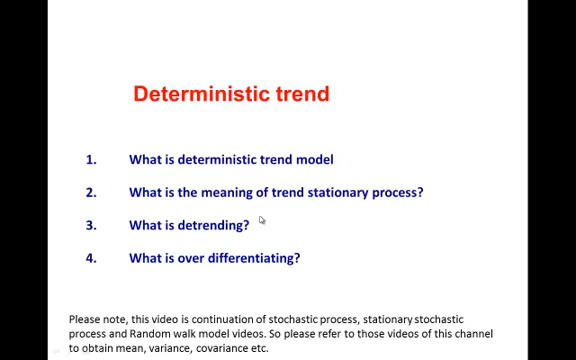 Deterministic trend
1. What is deterministic trend model
2. What is the meaning of trend stationary process?
3. What is detrending?
4. What is over differentiating?
Please note, this video is continuation of stochastic process, stationary stochastic
process and Random walk model videos. So please refer to those videos of this channel
to obtain mean, variance, covariance etc.